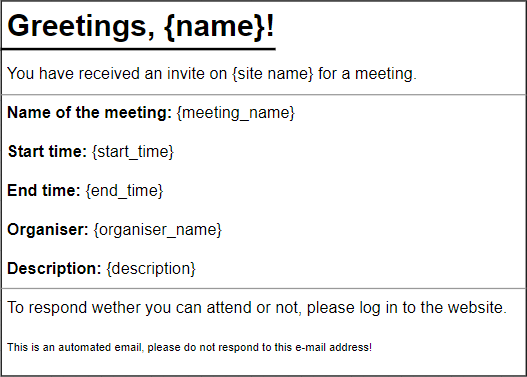 Greetings, {name}!
You have received an invite on {site name} for a meeting.
Name of the meeting: {meeting_name}
Start time: {start_time}
End time: {end_time}
Organiser: {organiser_name}
Description: {description}
To respond wether you can attend or not, please log in to the website.
This is an automated email, please do not respond to this e-mail address!